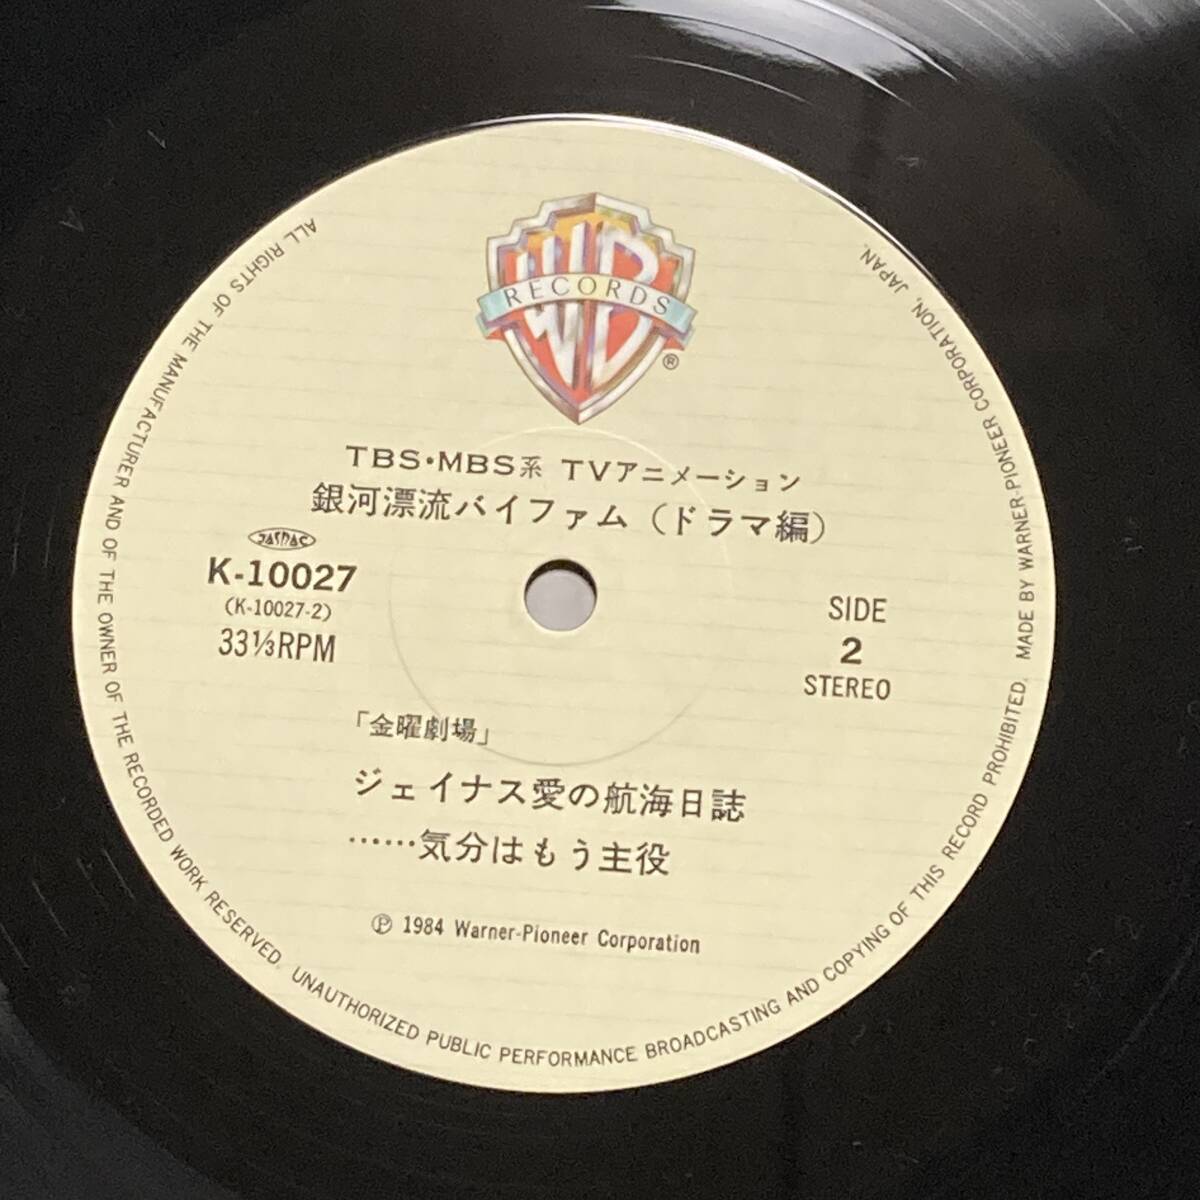 WB
RECORDS
®
TBS・MBS系 TVアニメーション
銀河漂流バイファム（ドラマ編）
JASRAC
K-10027
(K-10027-2)
33⅓RPM
SIDE
2
STEREO
「金曜劇場」
ジェイナス愛の航海日誌
……気分はもう主役
Ⓟ 1984 Warner-Pioneer Corporation
ALL RIGHTS OF THE MANUFACTURER AND OF THE OWNER OF THE RECORDED WORK RESERVED. UNAUTHORIZED PUBLIC PERFORMANCE BROADCASTING AND COPYING OF THIS RECORD PROHIBITED. MADE BY WARNER-PIONEER CORPORATION, JAPAN.